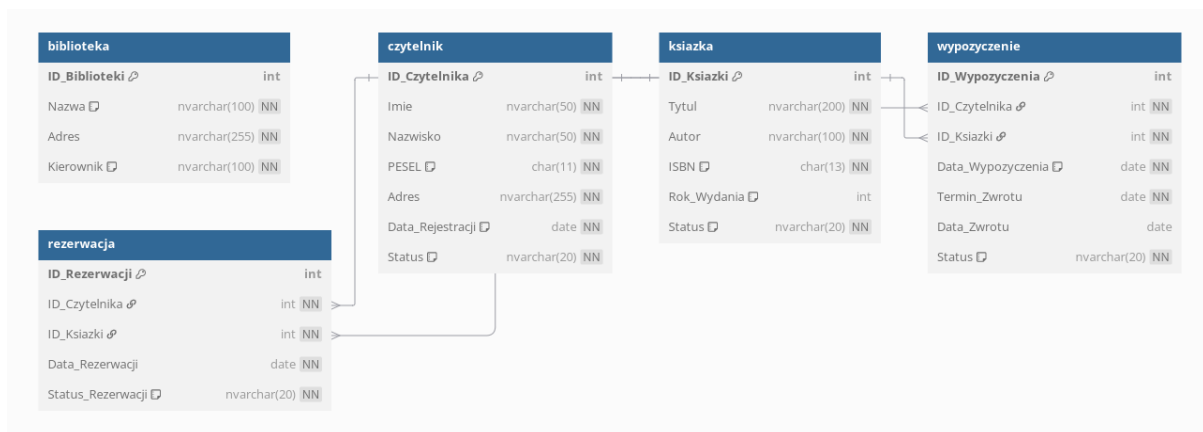 biblioteka
ID_Biblioteki int
Nazwa nvarchar(100) NN
Adres nvarchar(255) NN
Kierownik nvarchar(100) NN
rezerwacja
ID_Rezerwacji int
ID_Czytelnika int NN
ID_Ksiazki int NN
Data_Rezerwacji date NN
Status_Rezerwacji nvarchar(20) NN
czytelnik
ID_Czytelnika int
Imie nvarchar(50) NN
Nazwisko nvarchar(50) NN
PESEL char(11) NN
Adres nvarchar(255) NN
Data_Rejestracji date NN
Status nvarchar(20) NN
ksiazka
ID_Ksiazki int
Tytul nvarchar(200) NN
Autor nvarchar(100) NN
ISBN char(13) NN
Rok_Wydania int
Status nvarchar(20) NN
wypozyczenie
ID_Wypozyczenia int
ID_Czytelnika int NN
ID_Ksiazki int NN
Data_Wypozyczenia date NN
Termin_Zwrotu date NN
Data_Zwrotu date
Status nvarchar(20) NN